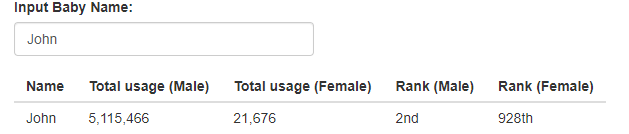 Input Baby Name:
John
Name Total usage (Male) Total usage (Female) Rank (Male) Rank (Female)
John 5,115,466 21,676 2nd 928th